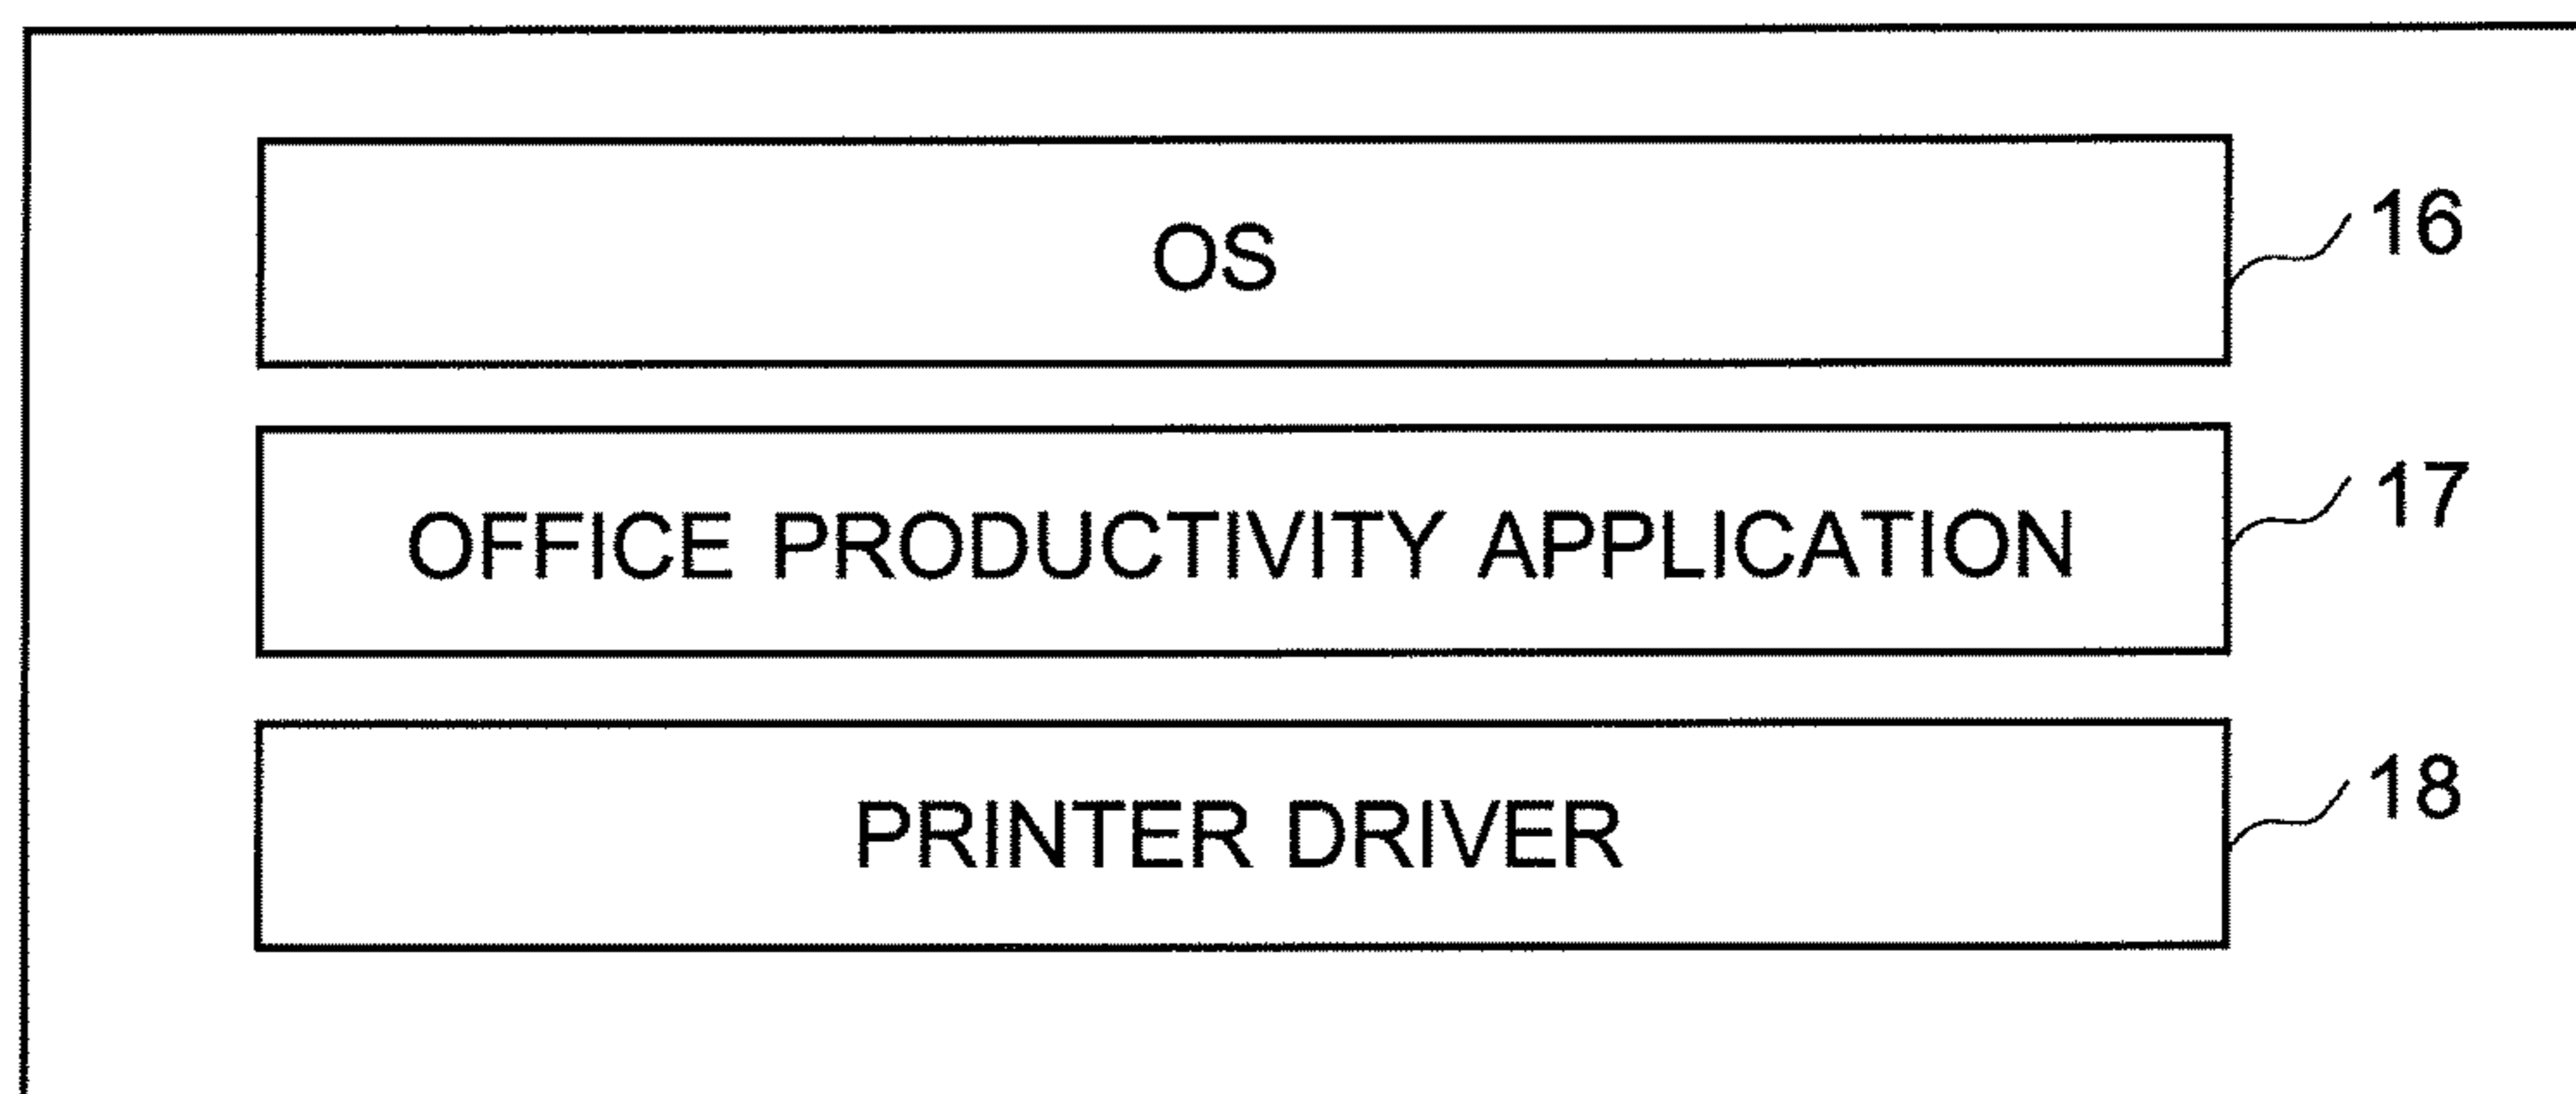 OS
16
OFFICE PRODUCTIVITY APPLICATION
17
PRINTER DRIVER
18